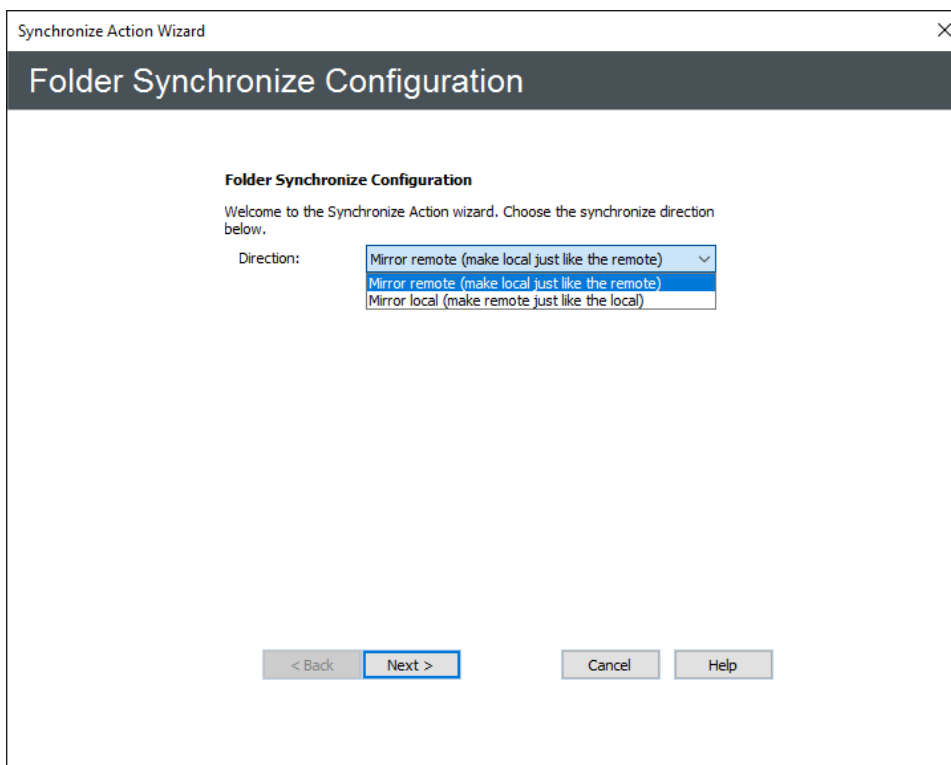 Synchronize Action Wizard
Folder Synchronize Configuration
Folder Synchronize Configuration
Welcome to the Synchronize Action wizard. Choose the synchronize direction
below.
Direction:
Mirror remote (make local just like the remote)
Mirror remote (make local just like the remote)
Mirror local (make remote just like the local)
< Back
Next >
Cancel
Help